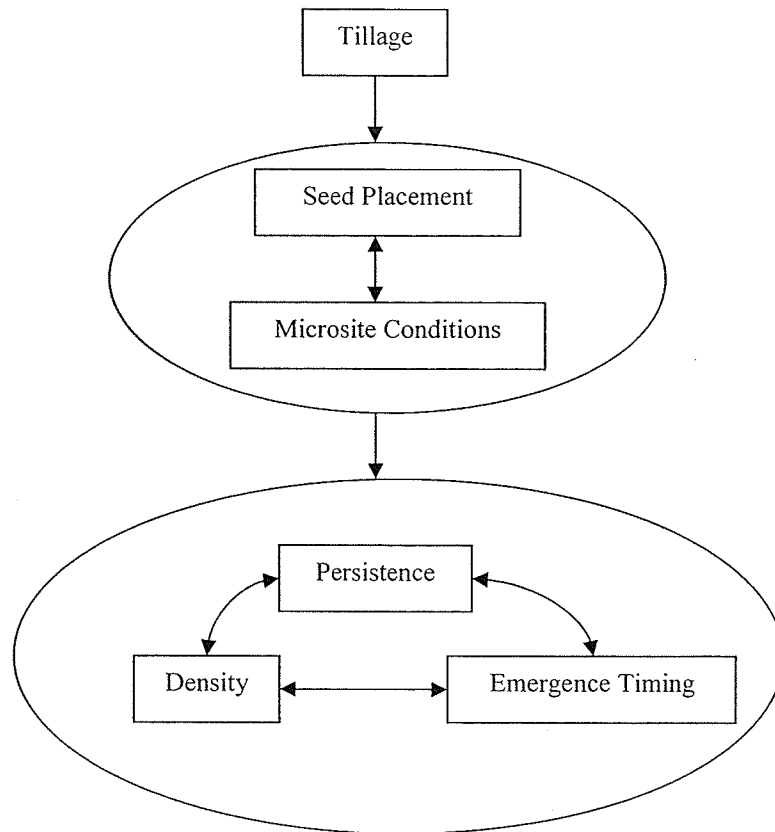 Tillage
Seed Placement
Microsite Conditions
Persistence
Density
Emergence Timing